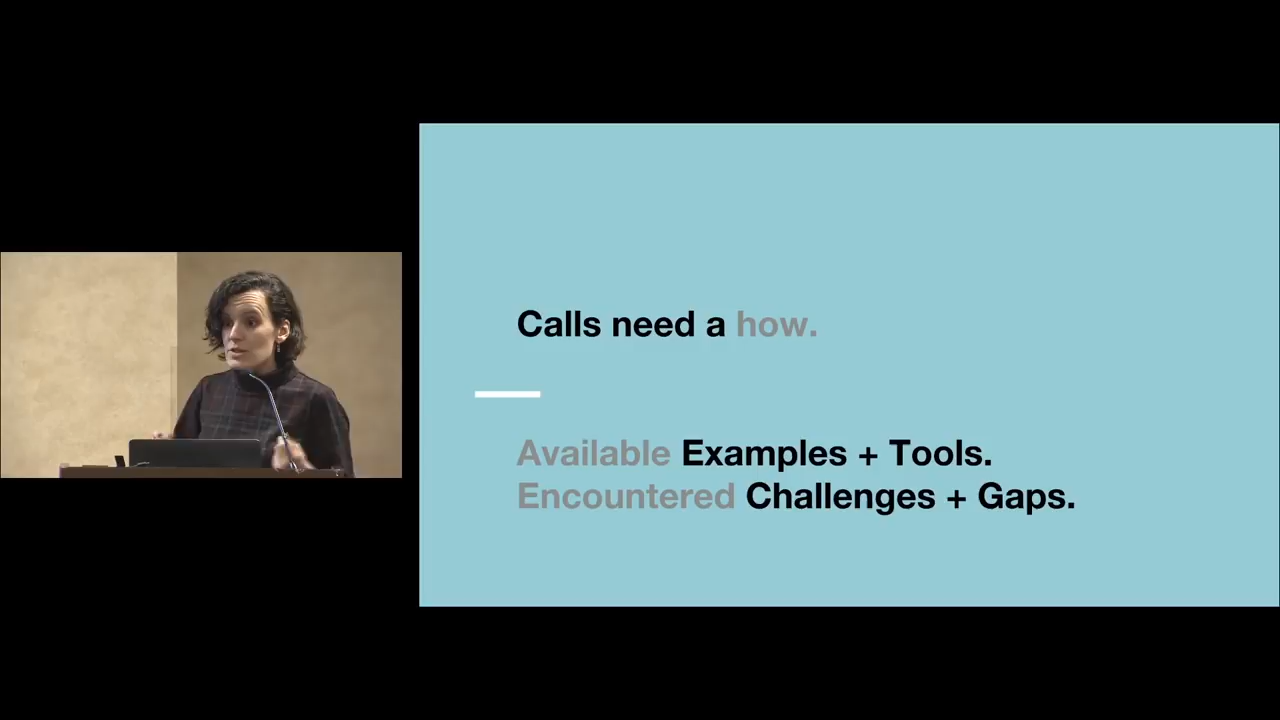 Calls need a how.
Available Examples + Tools.
Encountered Challenges + Gaps.